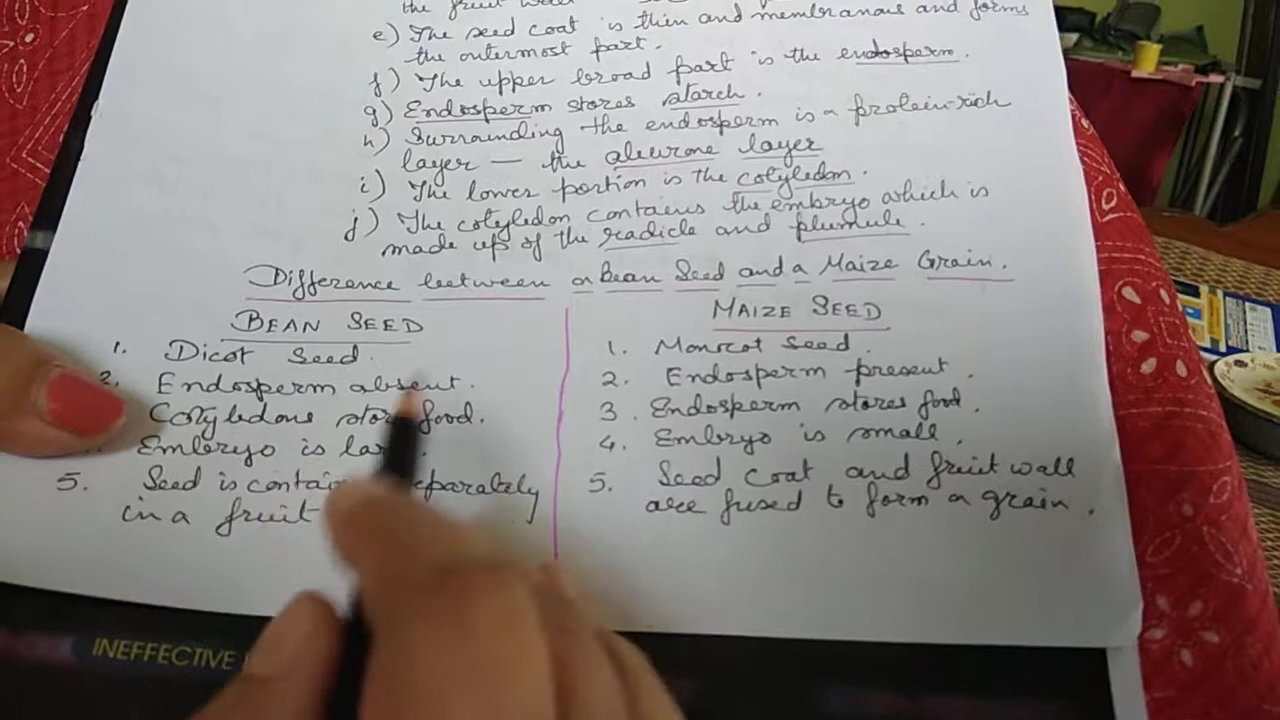 the fruit wall
e) The seed coat is thin and membranous and forms
the outermost part.
f) The upper broad part is the endosperm.
g) Endosperm stores starch.
h) Surrounding the endosperm is a protein-rich
layer — the aleurone layer
i) The lower portion is the cotyledon.
j) The cotyledon contains the embryo which is
made up of the radicle and plumule.
Difference between a Bean Seed and a Maize Grain.
BEAN SEED
1. Dicot Seed.
2. Endosperm absent.
Cotyledons store food.
Embryo is
5. Seed is separately
in a fruit
MAIZE SEED
1. Monocot Seed.
2. Endosperm present.
3. Endosperm stores food.
4. Embryo is small.
5. Seed coat and fruit wall
are fused to form a grain.
INEFFECTIVE